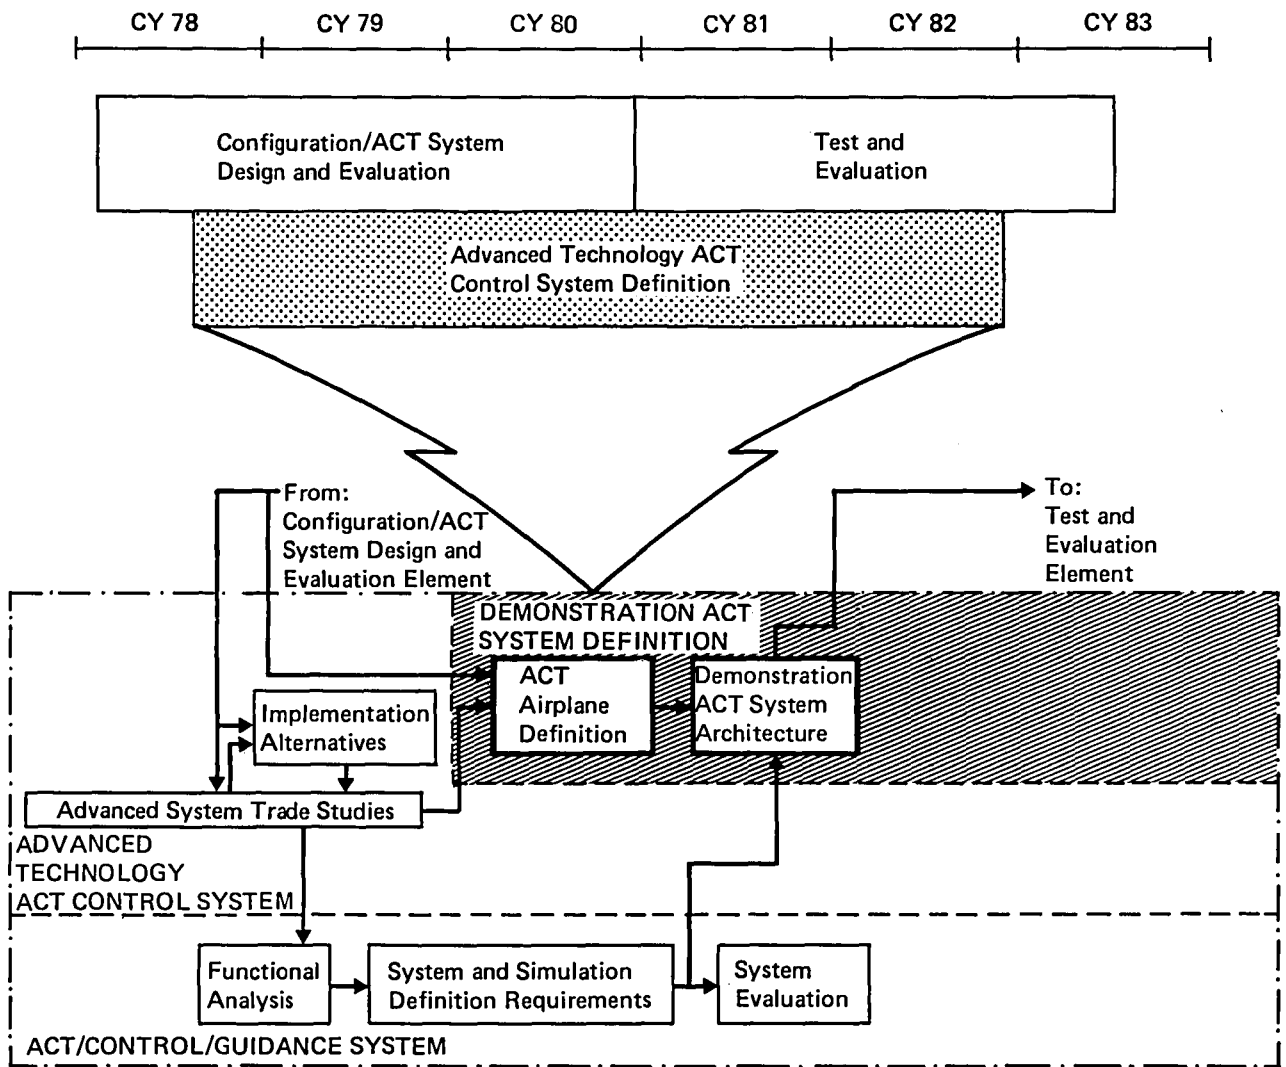 CY 78 CY 79 CY 80 CY 81 CY 82 CY 83
Configuration/ACT System
Design and Evaluation
Test and
Evaluation
Advanced Technology ACT
Control System Definition
From:
Configuration/ACT
System Design and
Evaluation Element
To:
Test and
Evaluation
Element
DEMONSTRATION ACT
SYSTEM DEFINITION
ACT
Airplane
Definition
Demonstration
ACT System
Architecture
Implementation
Alternatives
Advanced System Trade Studies
ADVANCED
TECHNOLOGY
ACT CONTROL SYSTEM
Functional
Analysis
System and Simulation
Definition Requirements
System
Evaluation
ACT/CONTROL/GUIDANCE SYSTEM